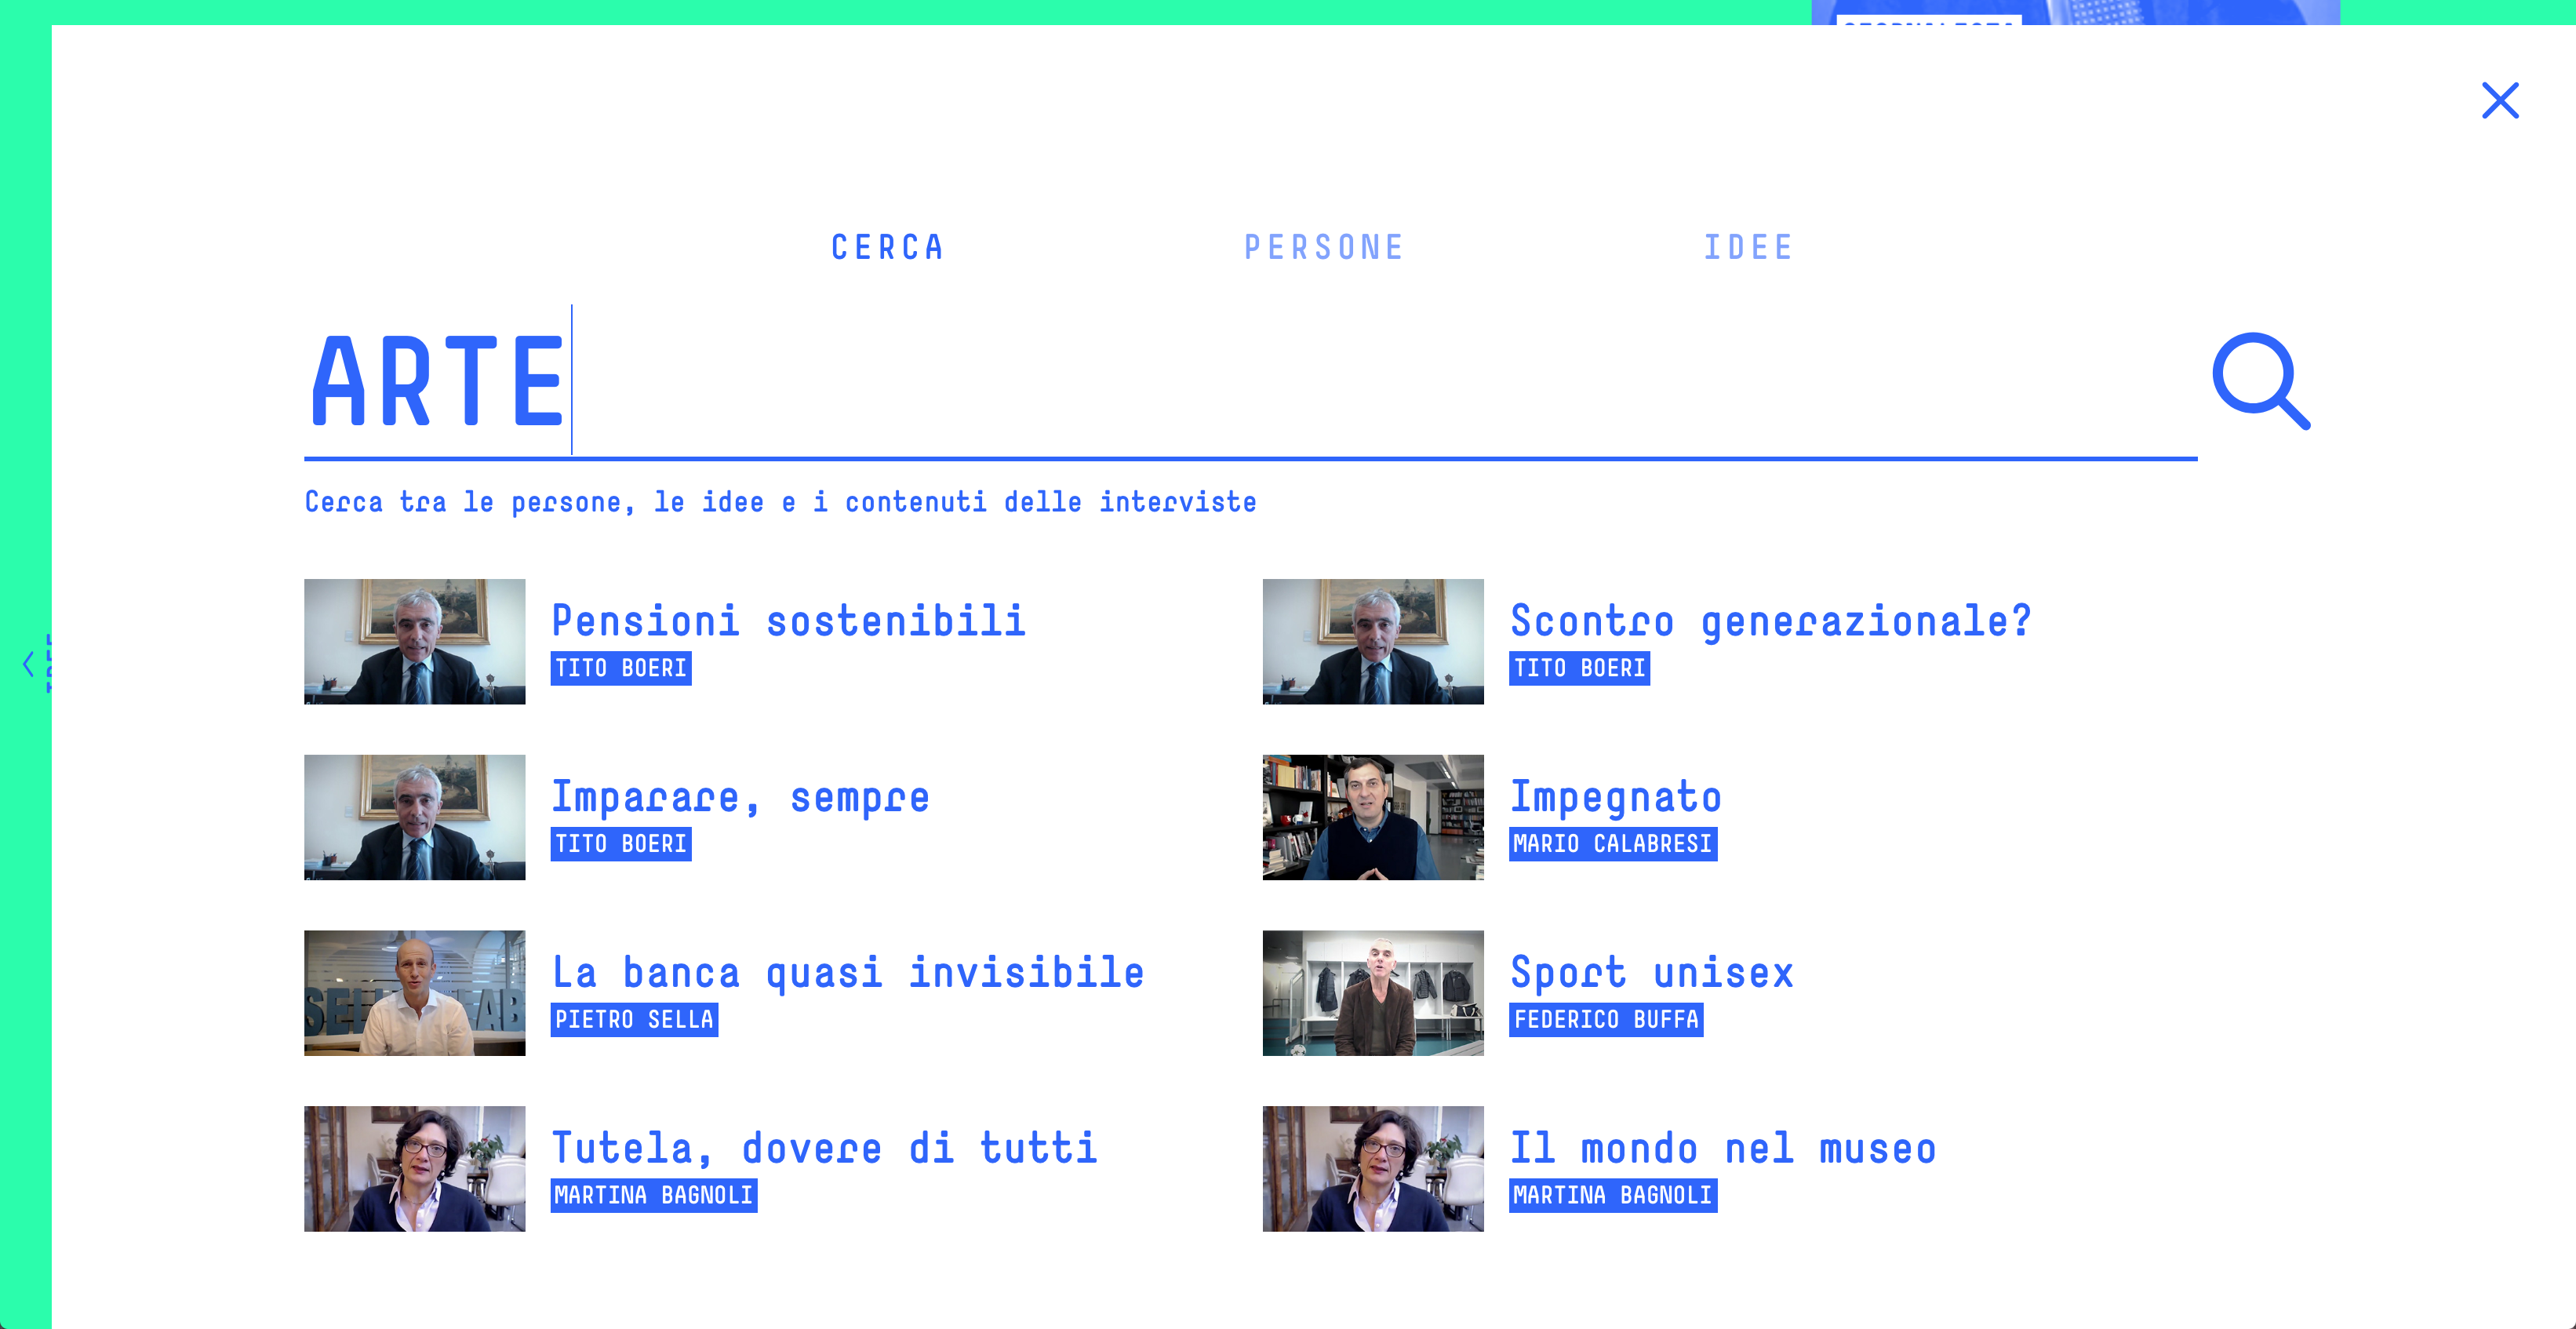 CERCA
PERSONE
IDEE
ARTE
Cerca tra le persone, le idee e i contenuti delle interviste
Pensioni sostenibili
TITO BOERI
Scontro generazionale?
TITO BOERI
Imparare, sempre
TITO BOERI
Impegnato
MARIO CALABRESI
La banca quasi invisibile
PIETRO SELLA
Sport unisex
FEDERICO BUFFA
Tutela, dovere di tutti
MARTINA BAGNOLI
Il mondo nel museo
MARTINA BAGNOLI